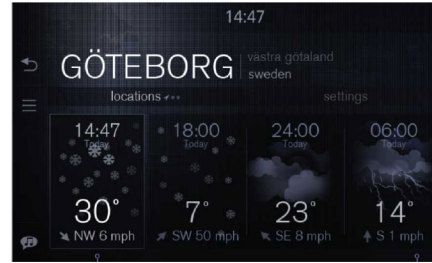 14:47
GÖTEBORG
västra götaland
sweden
locations
settings
14:47
Today
30°
NW 6 mph
18:00
Today
7°
SW 50 mph
24:00
Today
23°
SE 8 mph
06:00
Today
14°
S 1 mph